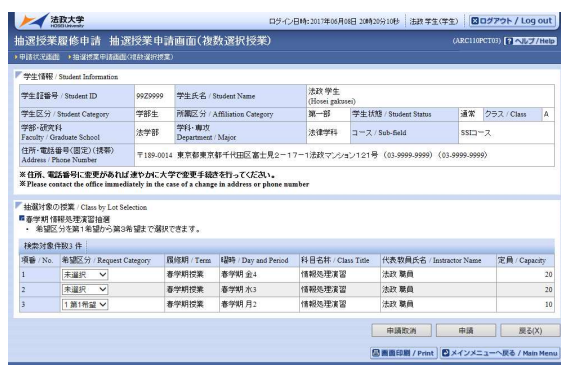 法政大学
HOSEI University
ログイン日時:2017年06月08日 20時20分10秒 法政 学生(学生) ログアウト / Log out
抽選授業履修申請 抽選授業申請画面(複数選択授業) (ARC110PCT03) ヘルプ/Help
申請状況画面 抽選授業申請画面(複数選択授業)
学生情報 / Student Information
学生証番号 / Student ID 99Z9999 学生氏名 / Student Name 法政 学生
(Hosei gakusei)
学生区分 / Student Category 学部生 所属区分 / Affiliation Category 第一部 学生状態 / Student Status 通常 クラス / Class A
学部・研究科
Faculty / Graduate School 法学部 学科・専攻
Department / Major 法律学科 コース / Sub-field SSIコース
住所・電話番号(固定)(携帯)
Address / Phone Number 〒189-0014 東京都東京都千代田区富士見2-17-1法政マンション121号 (03-9999-9999) (03-9999-9999)
※住所、電話番号に変更があれば速やかに大学で変更手続きを行ってください。
※Please contact the office immediately in the case of a change in address or phone number
抽選対象の授業 / Class by Lot Selection
春学期 情報処理演習抽選
・ 希望区分を第1希望から第3希望まで選択できます。
検索対象件数3 件
項番 / No. 希望区分 / Request Category 履修期 / Term 曜時 / Day and Period 科目名称 / Class Title 代表教員氏名 / Instractor Name 定員 / Capacity
1 未選択 春学期授業 春学期 金4 情報処理演習 法政 職員 20
2 未選択 春学期授業 春学期 水3 情報処理演習 法政 職員 20
3 1 第1希望 春学期授業 春学期 月2 情報処理演習 法政 職員 10
申請取消 申請 戻る(X)
画面印刷 / Print メインメニューへ戻る / Main Menu